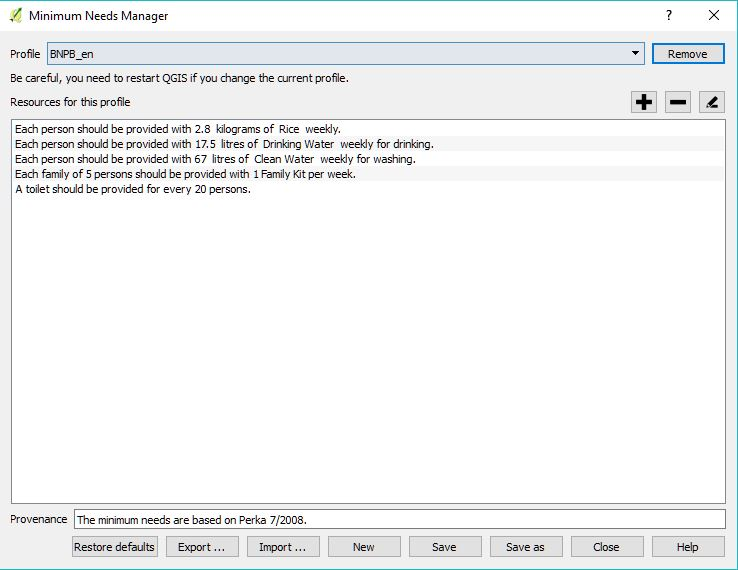 Minimum Needs Manager
?
Profile BNPB_en Remove
Be careful, you need to restart QGIS if you change the current profile.
Resources for this profile
Each person should be provided with 2.8 kilograms of Rice weekly.
Each person should be provided with 17.5 litres of Drinking Water weekly for drinking.
Each person should be provided with 67 litres of Clean Water weekly for washing.
Each family of 5 persons should be provided with 1 Family Kit per week.
A toilet should be provided for every 20 persons.
Provenance The minimum needs are based on Perka 7/2008.
Restore defaults Export ... Import ... New Save Save as Close Help